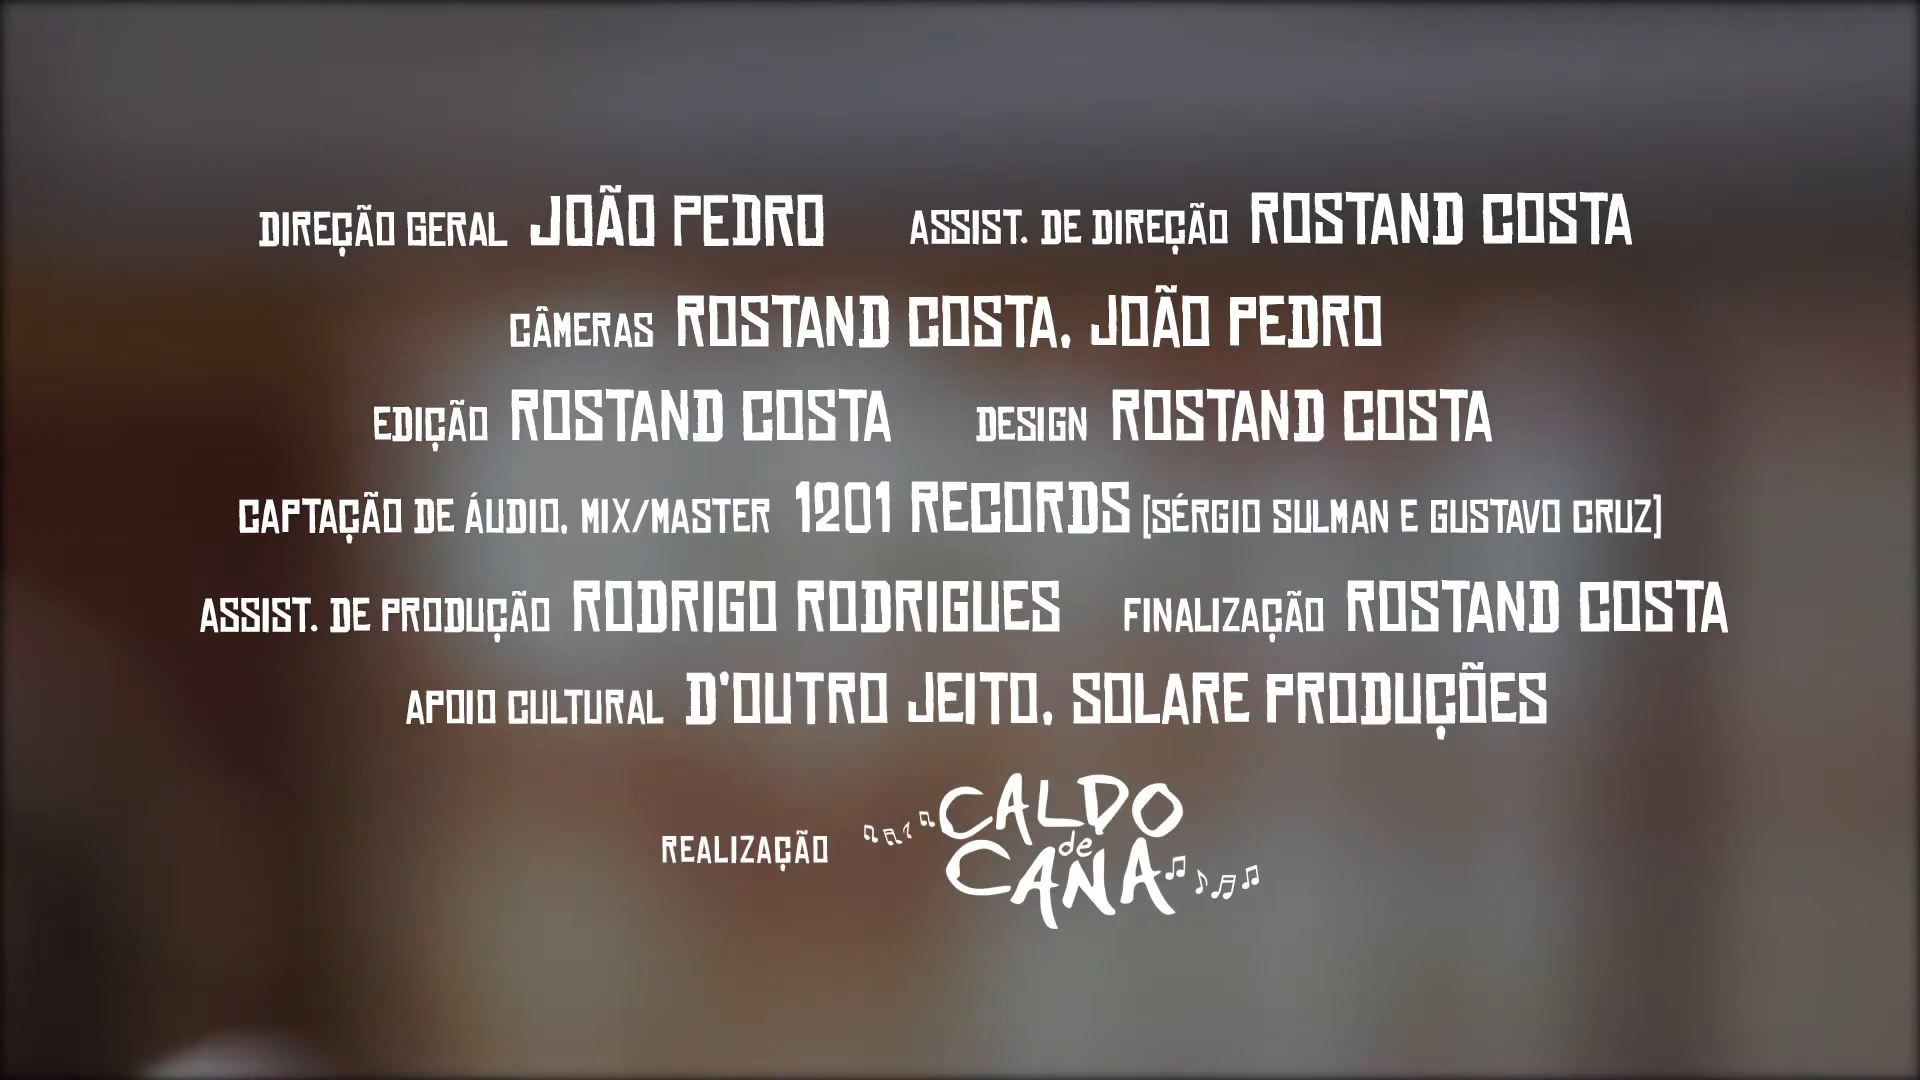 DIREÇÃO GERAL JOÃO PEDRO ASSIST. DE DIREÇÃO ROSTAND COSTA
CÂMERAS ROSTAND COSTA, JOÃO PEDRO
EDIÇÃO ROSTAND COSTA DESIGN ROSTAND COSTA
CAPTAÇÃO DE ÁUDIO, MIX/MASTER 1201 RECORDS [SÉRGIO SULMAN E GUSTAVO CRUZ]
ASSIST. DE PRODUÇÃO RODRIGO RODRIGUES FINALIZAÇÃO ROSTAND COSTA
APOIO CULTURAL D'OUTRO JEITO, SOLARE PRODUÇÕES
REALIZAÇÃO
CALDO
de
CANA